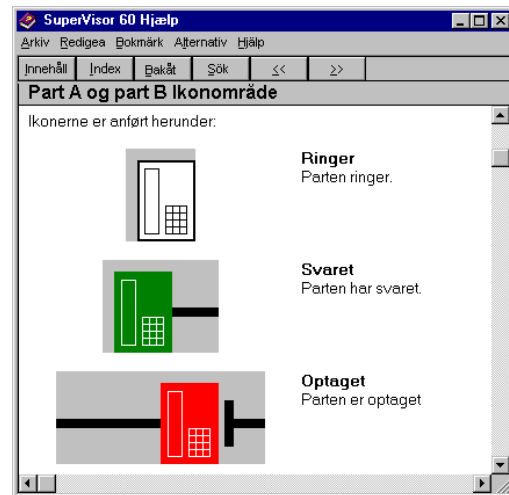 SuperVisor 60 Hjælp
Arkiv Redigea Bokmärk Alternativ Hjälp
Innehåll Index Bakåt Sök << >>
Part A og part B Ikonområde
Ikonerne er anført herunder:
Ringer
Parten ringer.
Svaret
Parten har svaret.
Optaget
Parten er optaget